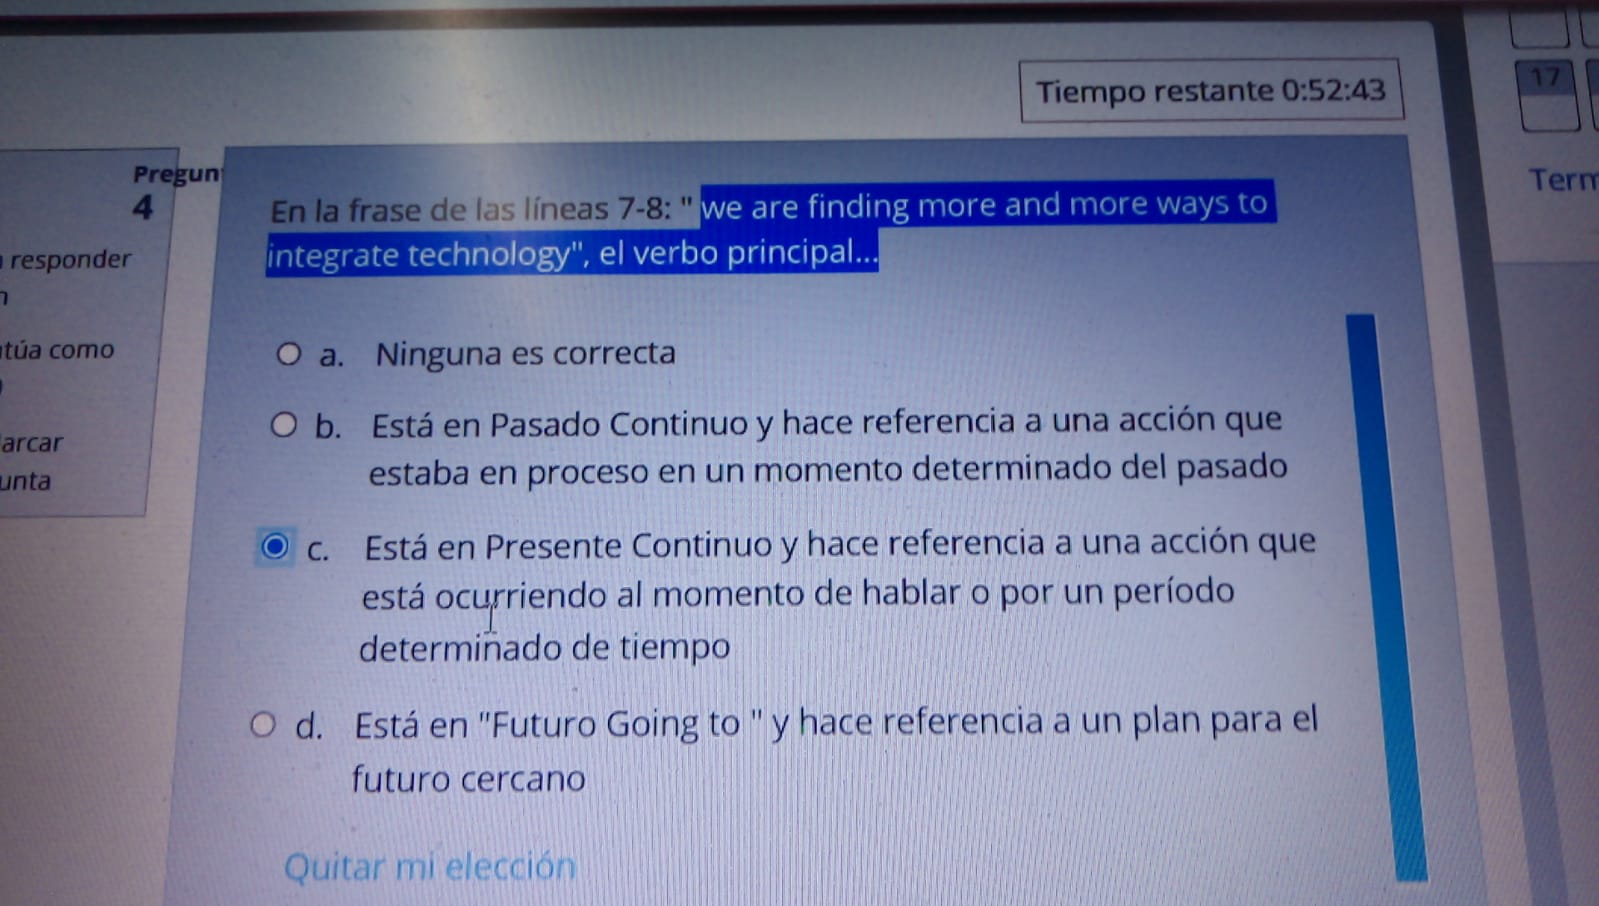 Tiempo restante 0:52:43
17
Term
Pregun
4
responder
túa como
arcar
unta
En la frase de las líneas 7-8: " we are finding more and more ways to
integrate technology", el verbo principal...
a. Ninguna es correcta
b. Está en Pasado Continuo y hace referencia a una acción que
estaba en proceso en un momento determinado del pasado
c. Está en Presente Continuo y hace referencia a una acción que
está ocurriendo al momento de hablar o por un período
determinado de tiempo
d. Está en "Futuro Going to " y hace referencia a un plan para el
futuro cercano
Quitar mi elección